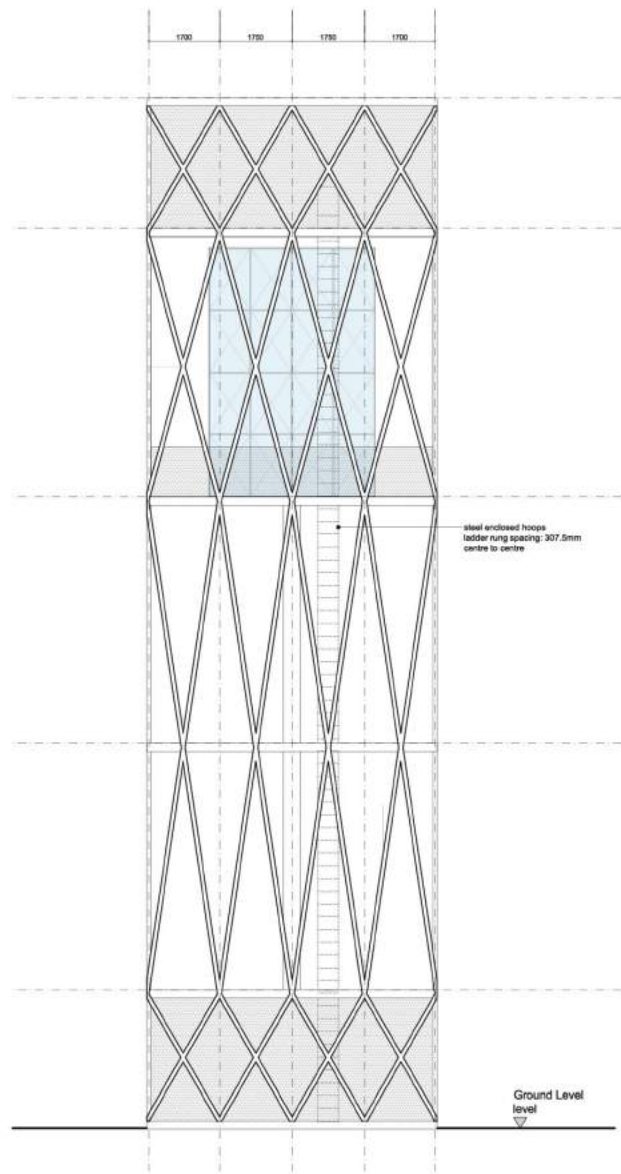 1700 1750 1750 1700
steel enclosed hoops
ladder rung spacing: 307.5mm
centre to centre
Ground Level
level